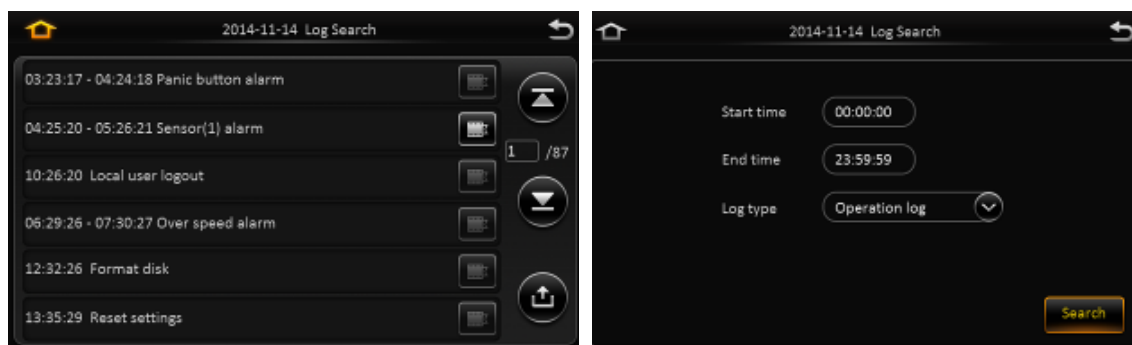 2014-11-14 Log Search
03:23:17 - 04:24:18 Panic button alarm
04:25:20 - 05:26:21 Sensor(1) alarm
1 /87
10:26:20 Local user logout
06:29:26 - 07:30:27 Over speed alarm
12:32:26 Format disk
13:35:29 Reset settings
2014-11-14 Log Search
Start time 00:00:00
End time 23:59:59
Log type Operation log
Search